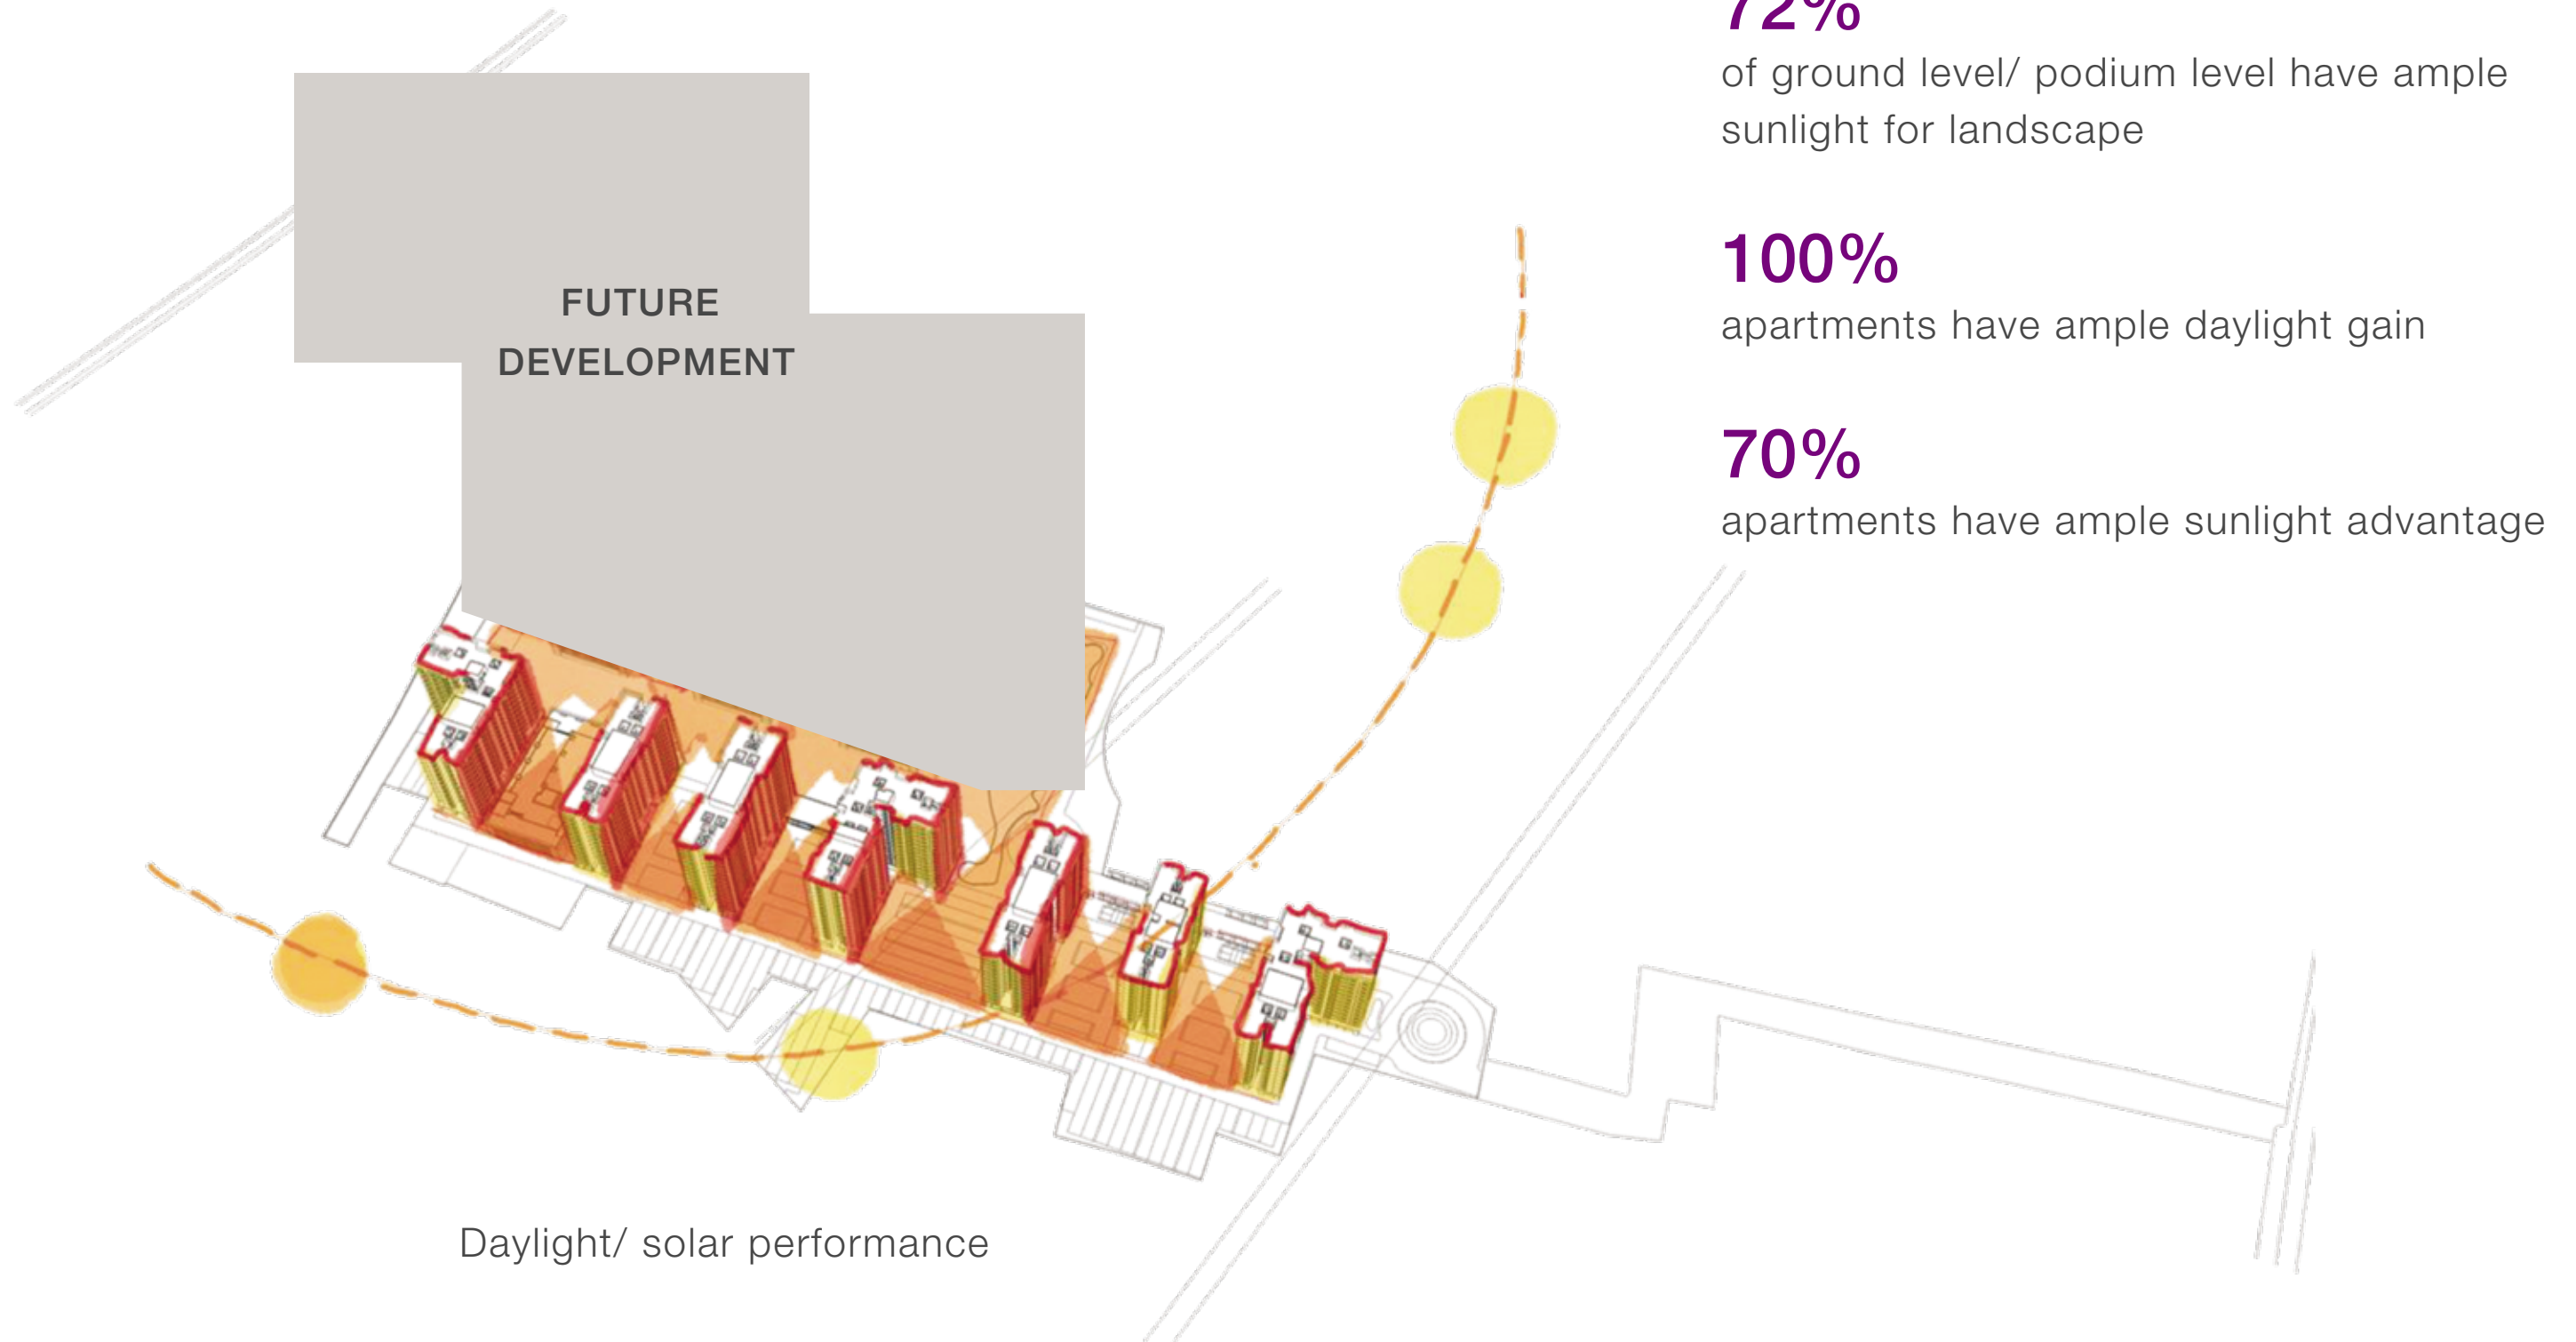 72%
of ground level/ podium level have ample
sunlight for landscape
100%
apartments have ample daylight gain
70%
apartments have ample sunlight advantage
FUTURE
DEVELOPMENT
Daylight/ solar performance